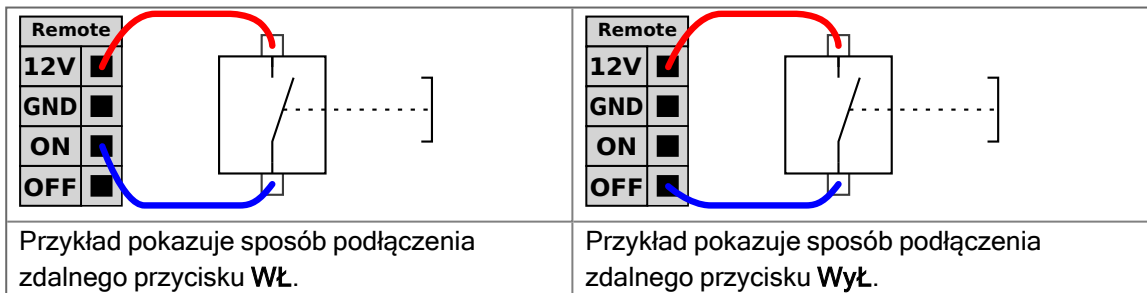 Remote
12V
GND
ON
OFF
Przykład pokazuje sposób podłączenia
zdalnego przycisku WŁ.
Remote
12V
GND
ON
OFF
Przykład pokazuje sposób podłączenia
zdalnego przycisku WyŁ.